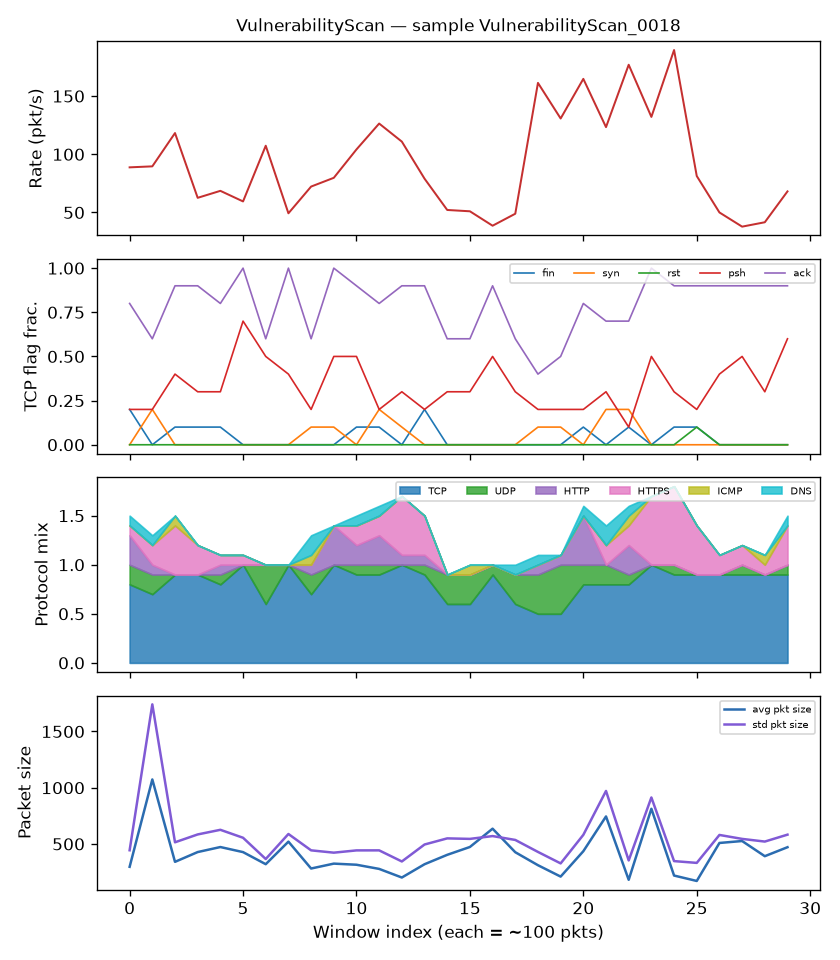 VulnerabilityScan — sample VulnerabilityScan_0018
Rate (pkt/s)
150
100
50
TCP flag frac.
1.00
0.75
0.50
0.25
0.00
fin syn rst psh ack
Protocol mix
1.5
1.0
0.5
0.0
TCP UDP HTTP HTTPS ICMP DNS
Packet size
1500
1000
500
avg pkt size
std pkt size
0 5 10 15 20 25 30
Window index (each = ~100 pkts)